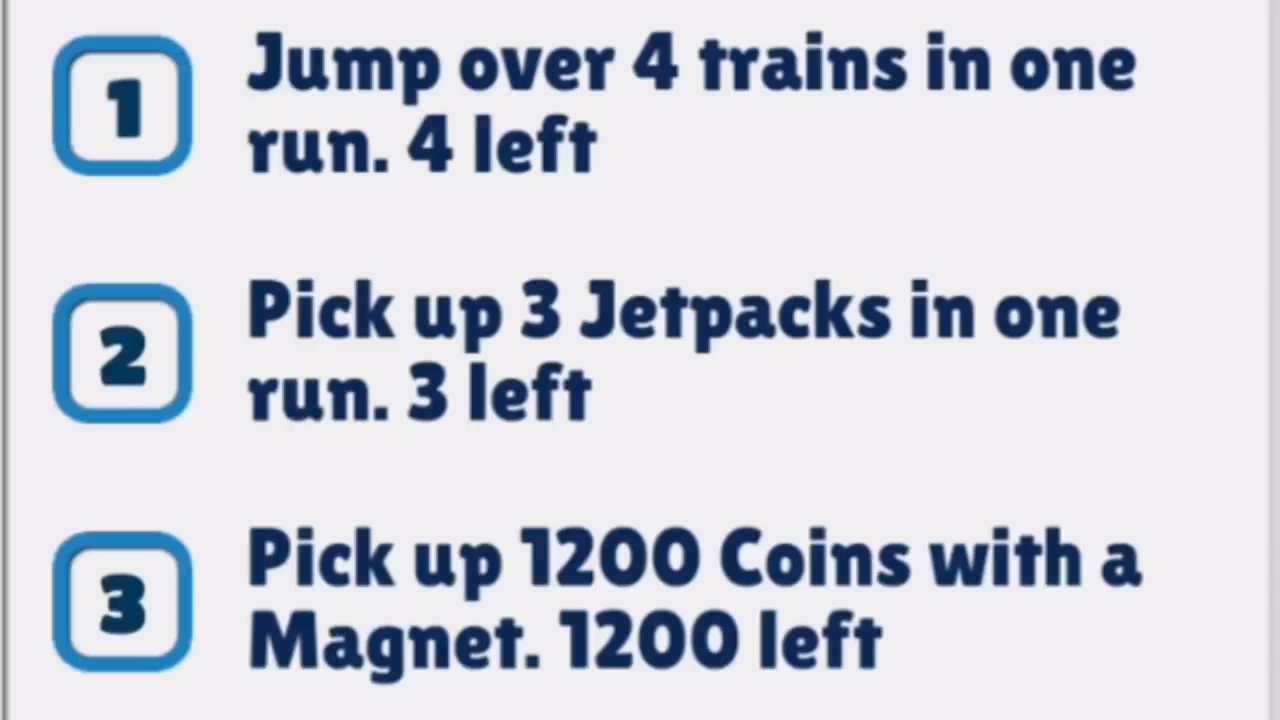 1
Jump over 4 trains in one
run. 4 left
2
Pick up 3 Jetpacks in one
run. 3 left
3
Pick up 1200 Coins with a
Magnet. 1200 left